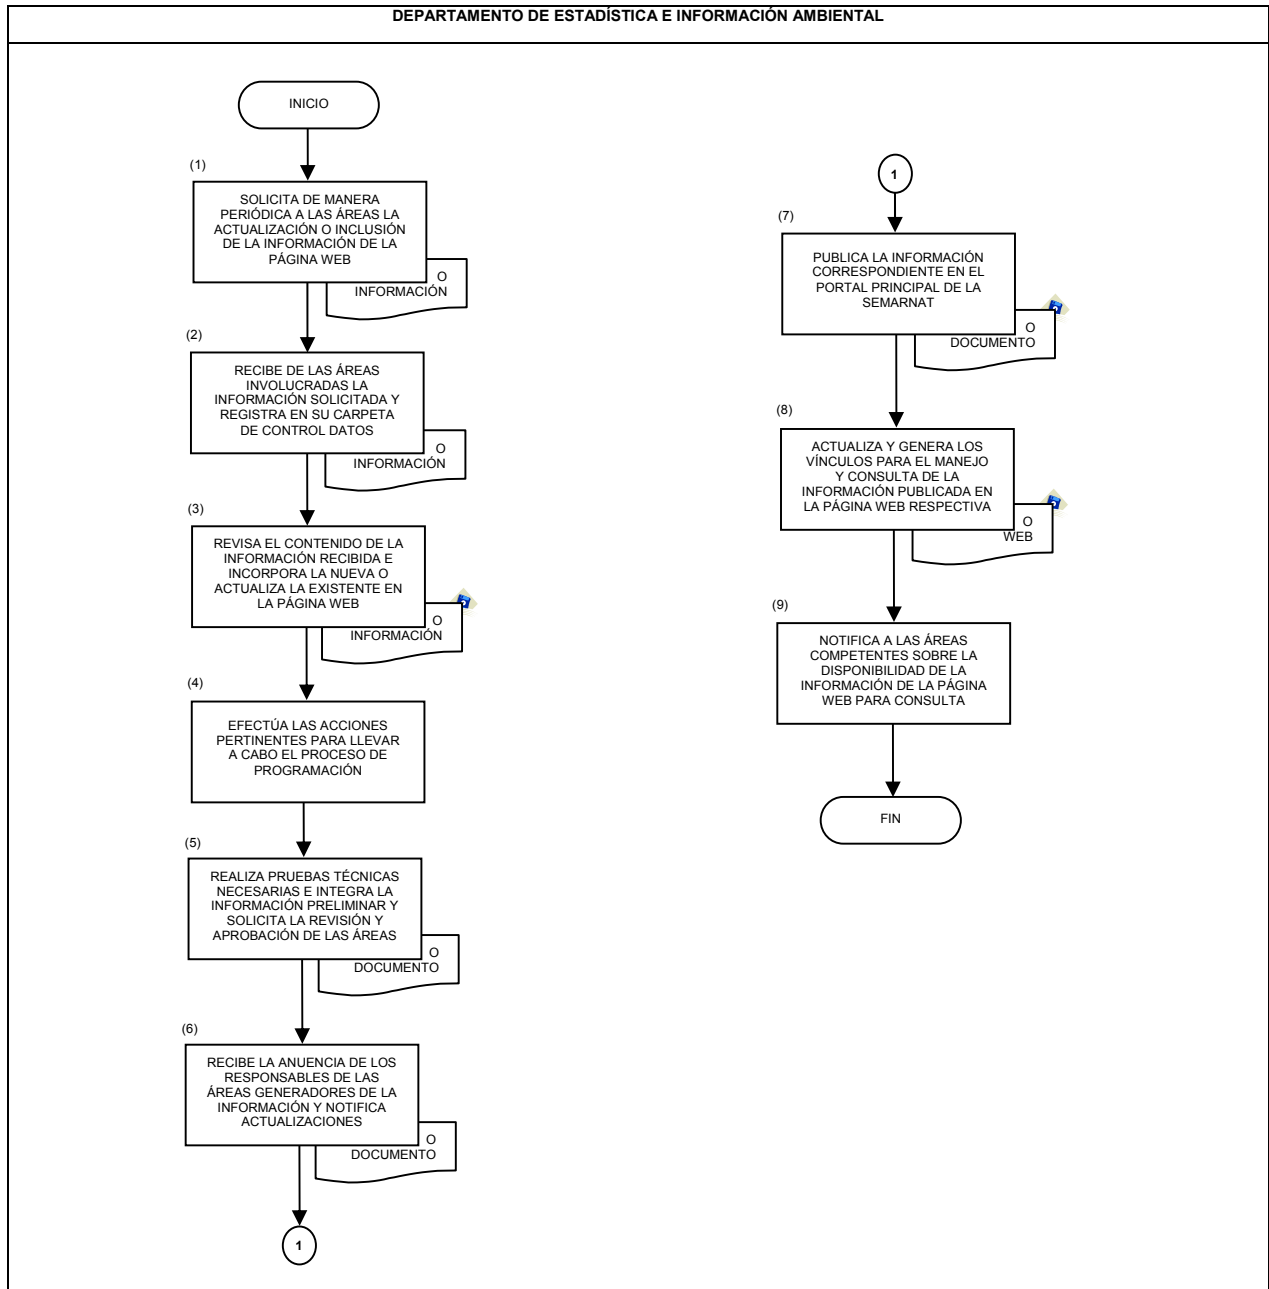 DEPARTAMENTO DE ESTADÍSTICA E INFORMACIÓN AMBIENTAL
INICIO
(1)
SOLICITA DE MANERA
PERIÓDICA A LAS ÁREAS LA
ACTUALIZACIÓN O INCLUSIÓN
DE LA INFORMACIÓN DE LA
PÁGINA WEB
O
INFORMACIÓN
(2)
RECIBE DE LAS ÁREAS
INVOLUCRADAS LA
INFORMACIÓN SOLICITADA Y
REGISTRA EN SU CARPETA
DE CONTROL DATOS
O
INFORMACIÓN
(3)
REVISA EL CONTENIDO DE LA
INFORMACIÓN RECIBIDA E
INCORPORA LA NUEVA O
ACTUALIZA LA EXISTENTE EN
LA PÁGINA WEB
O
INFORMACIÓN
(4)
EFECTÚA LAS ACCIONES
PERTINENTES PARA LLEVAR
A CABO EL PROCESO DE
PROGRAMACIÓN
(5)
REALIZA PRUEBAS TÉCNICAS
NECESARIAS E INTEGRA LA
INFORMACIÓN PRELIMINAR Y
SOLICITA LA REVISIÓN Y
APROBACIÓN DE LAS ÁREAS
O
DOCUMENTO
(6)
RECIBE LA ANUENCIA DE LOS
RESPONSABLES DE LAS
ÁREAS GENERADORES DE LA
INFORMACIÓN Y NOTIFICA
ACTUALIZACIONES
O
DOCUMENTO
1
1
(7)
PUBLICA LA INFORMACIÓN
CORRESPONDIENTE EN EL
PORTAL PRINCIPAL DE LA
SEMARNAT
O
DOCUMENTO
(8)
ACTUALIZA Y GENERA LOS
VÍNCULOS PARA EL MANEJO
Y CONSULTA DE LA
INFORMACIÓN PUBLICADA EN
LA PÁGINA WEB RESPECTIVA
O
WEB
(9)
NOTIFICA A LAS ÁREAS
COMPETENTES SOBRE LA
DISPONIBILIDAD DE LA
INFORMACIÓN DE LA PÁGINA
WEB PARA CONSULTA
FIN